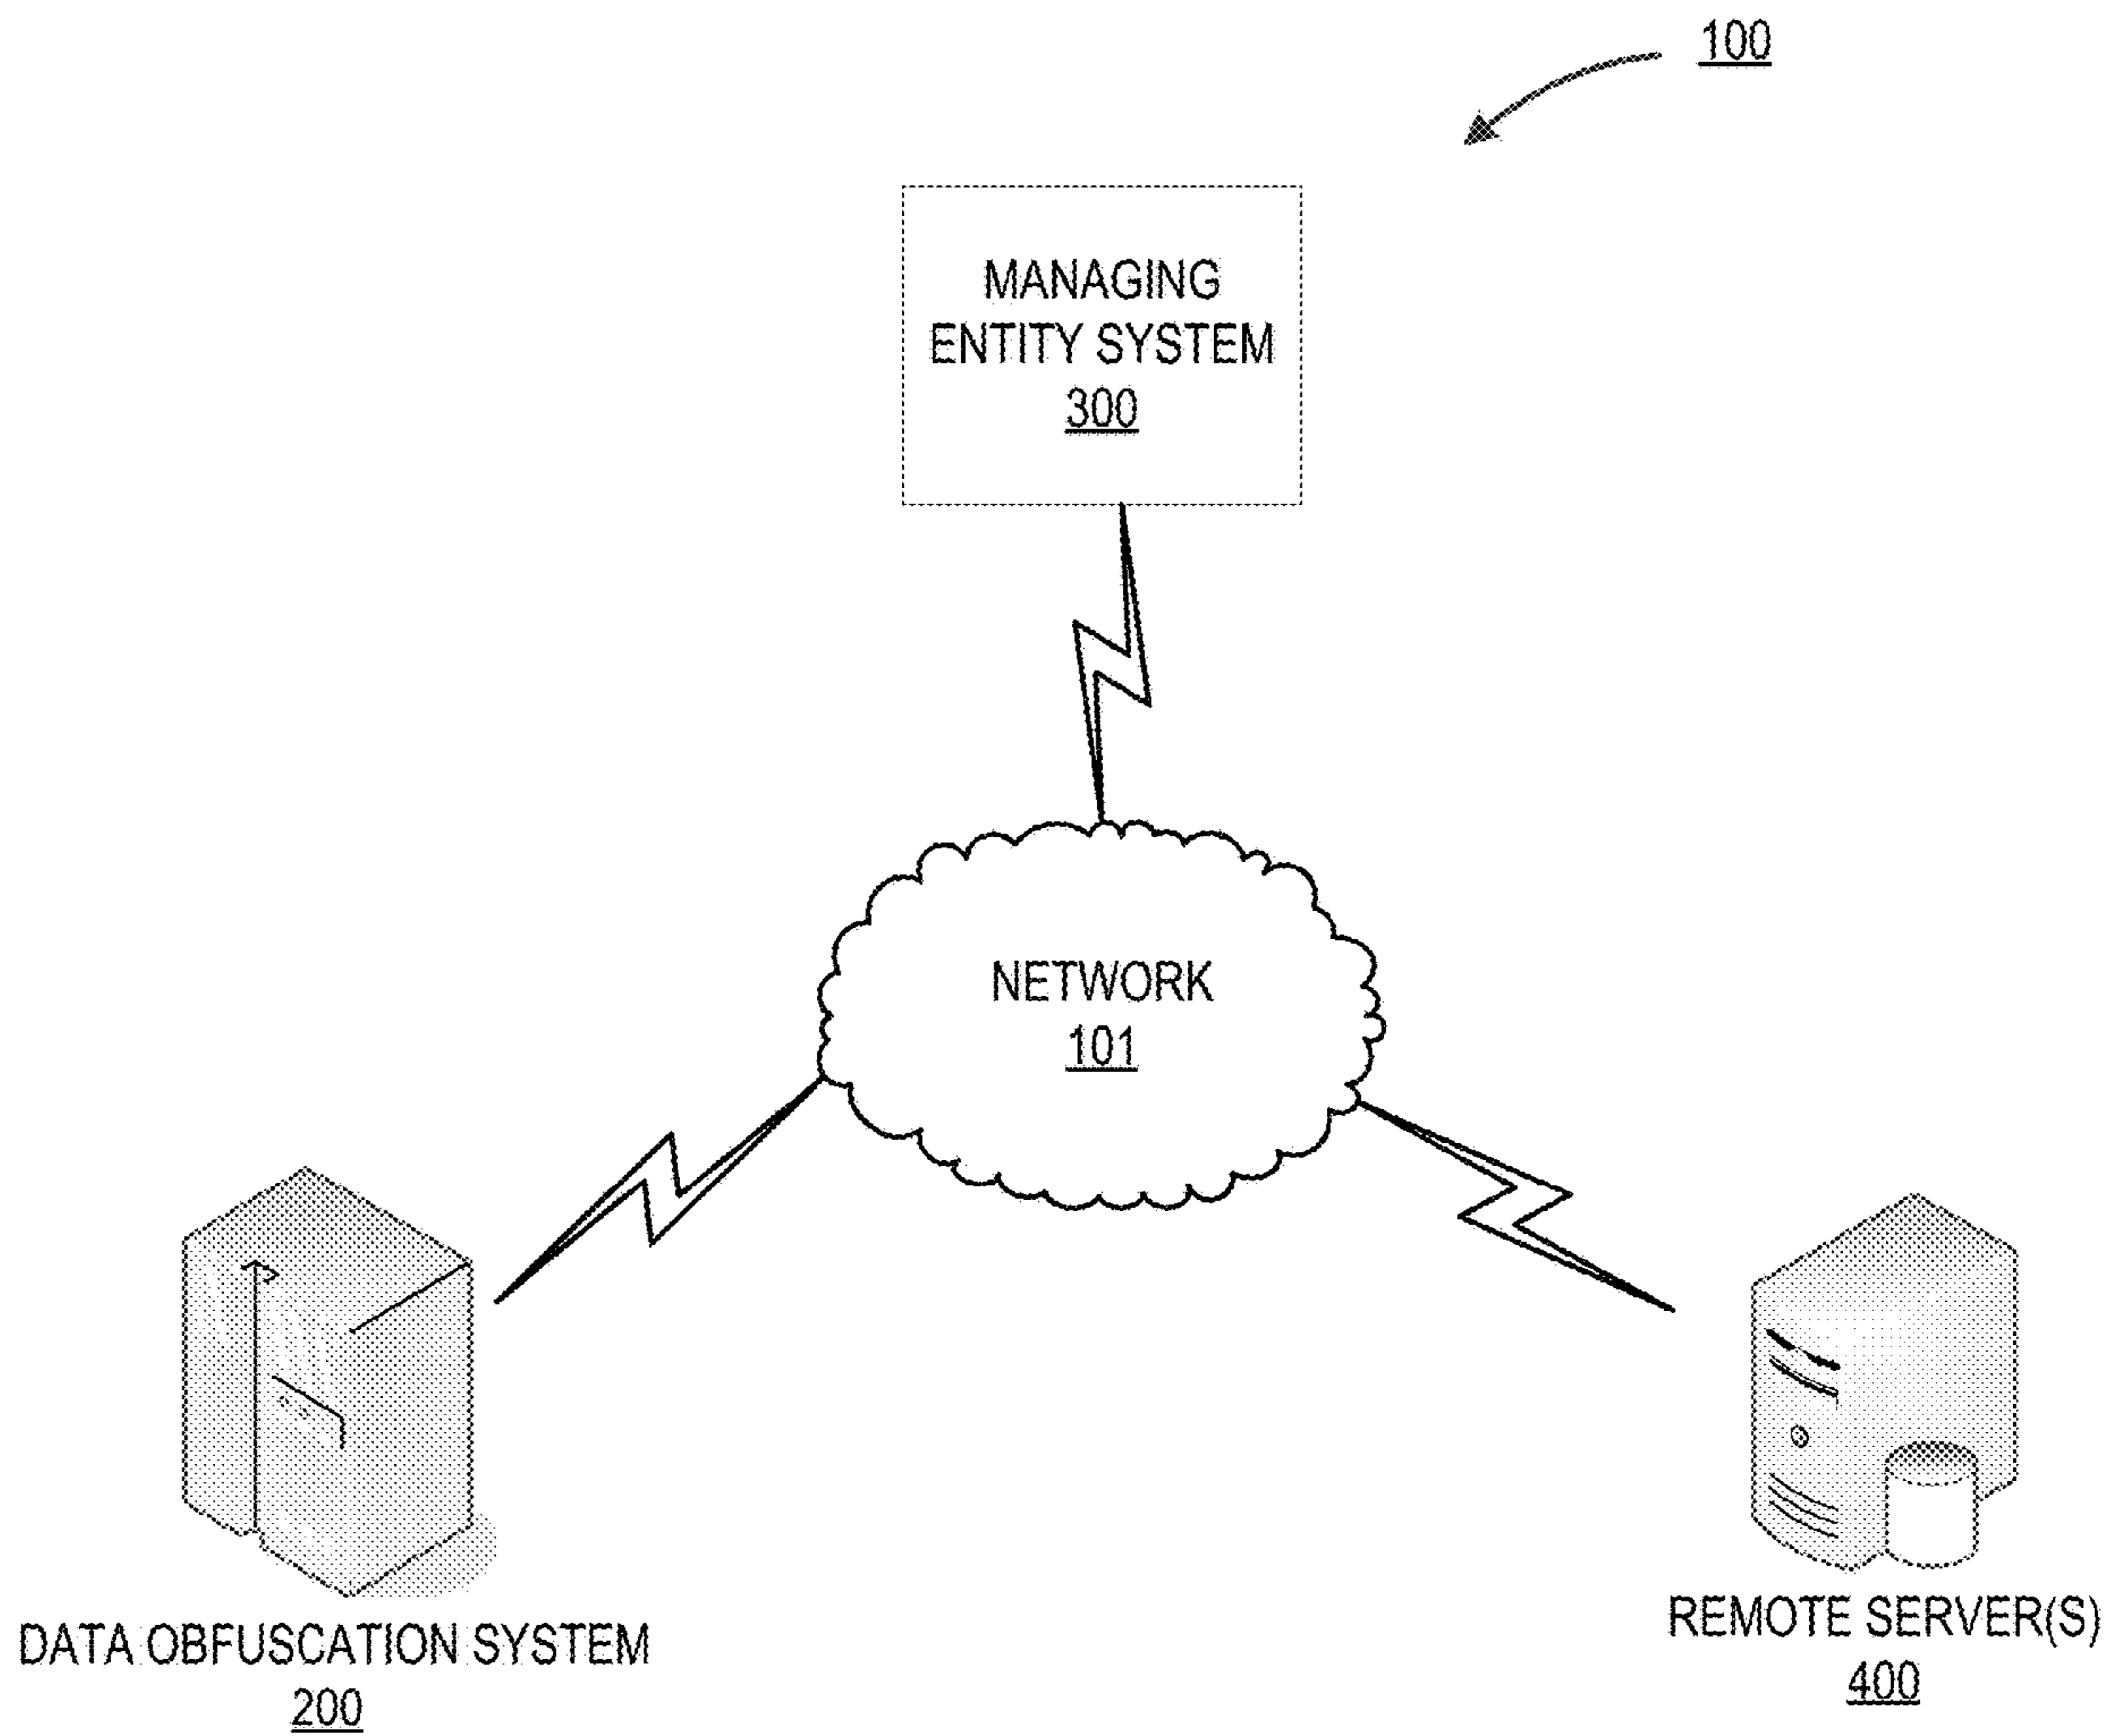 100
MANAGING
ENTITY SYSTEM
300
NETWORK
101
DATA OBFUSCATION SYSTEM
200
REMOTE SERVER(S)
400